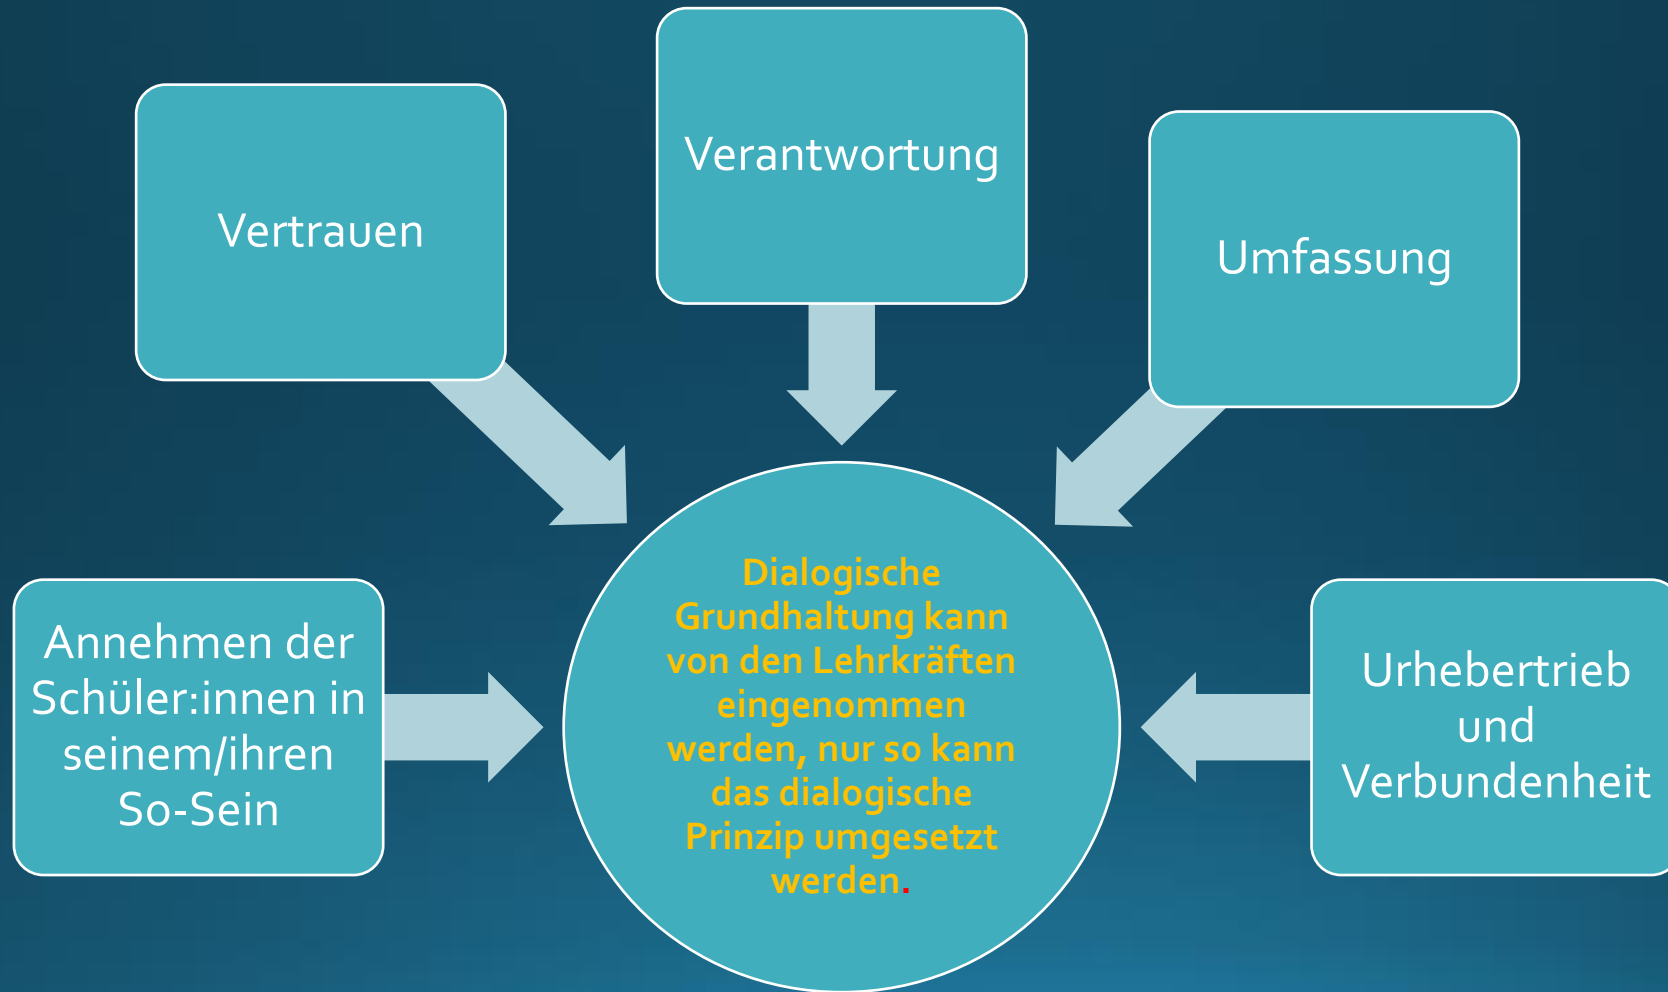 Verantwortung
Vertrauen
Umfassung
Annehmen der
Schüler:innen in
seinem/ihren
So-Sein
Dialogische
Grundhaltung kann
von den Lehrkräften
eingenommen
werden, nur so kann
das dialogische
Prinzip umgesetzt
werden.
Urhebertrieb
und
Verbundenheit